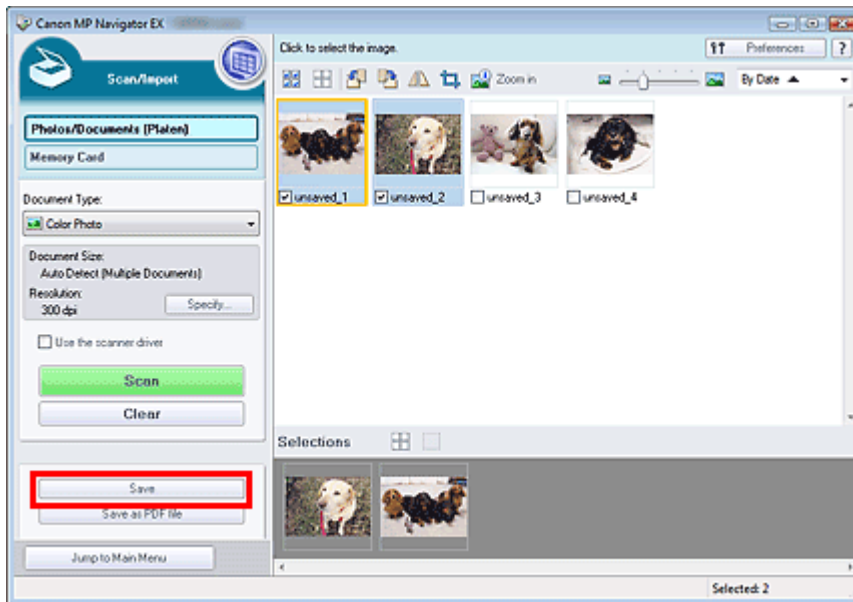 Canon MP Navigator EX
Scan/Import
Photos/Documents (Platen)
Memory Card
Document Type:
Color Photo
Document Size:
Auto Detect (Multiple Documents)
Resolution:
300 dpi
Specify...
Use the scanner driver
Scan
Clear
Save
Save as PDF file
Jump to Main Menu
Click to select the image.
Preferences
?
Zoom in
By Date
unsaved_1
unsaved_2
unsaved_3
unsaved_4
Selections
Selected: 2